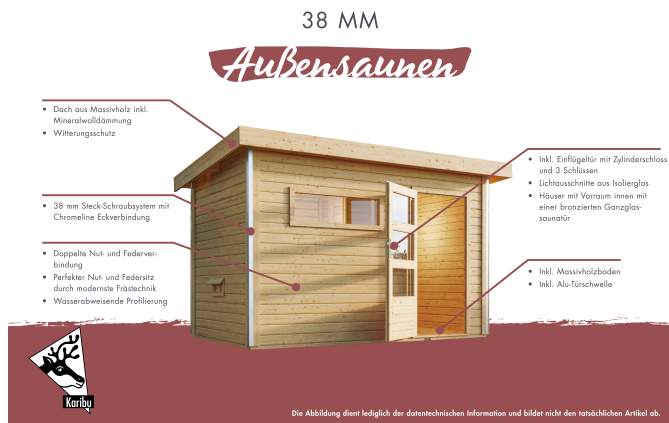 38 MM
Außensaunen
• Dach aus Massivholz inkl.
Mineralwolldämmung
• Witterungsschutz
• 38 mm Steck-Schraubsystem mit
Chromeline Eckverbindung
• Doppelte Nut- und Federver-
bindung
• Perfekter Nut- und Federsitz
durch modernste Frästechnik
• Wasserabweisende Profilierung
• Inkl. Einflügeltür mit Zylinderschloss
und 3 Schlüssen
• Lichtausschnitte aus Isolierglas
• Häuser mit Vorraum innen mit
einer bronzierten Ganzglas-
saunatür
• Inkl. Massivholzboden
• Inkl. Alu-Türschwelle
Karibu
Die Abbildung dient lediglich der datentechnischen Information und bildet nicht den tatsächlichen Artikel ab.